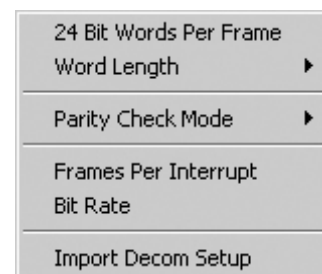 24 Bit Words Per Frame
Word Length
Parity Check Mode
Frames Per Interrupt
Bit Rate
Import Decom Setup